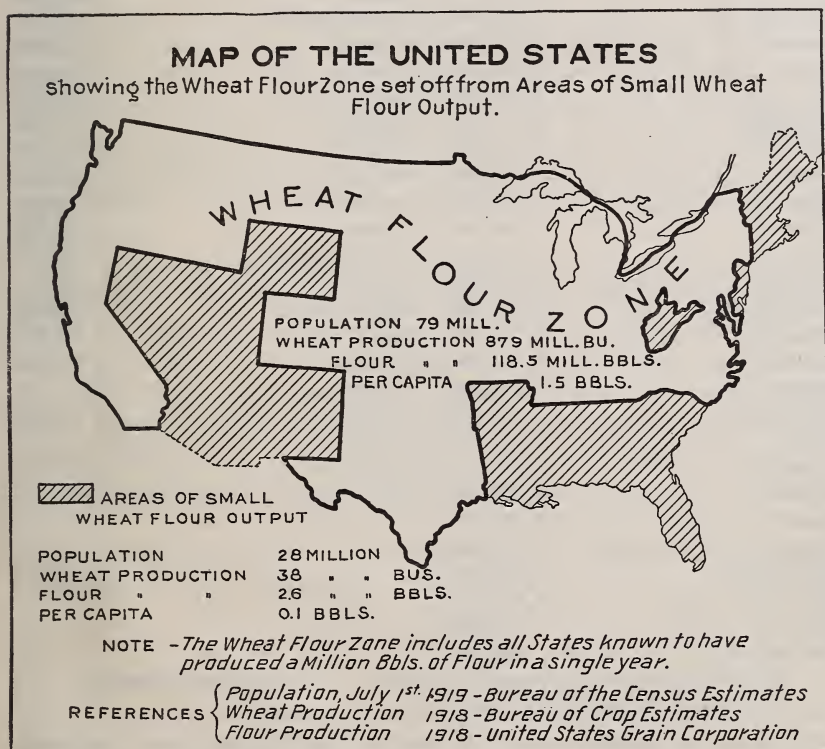 MAP OF THE UNITED STATES
showing the Wheat Flour Zone set off from Areas of Small Wheat
Flour Output.
WHEAT FLOUR ZONE
POPULATION 79 MILL.
WHEAT PRODUCTION 879 MILL. BU.
FLOUR " " 118.5 MILL. BBLS.
PER CAPITA 1.5 BBLS.
AREAS OF SMALL
WHEAT FLOUR OUTPUT
POPULATION 28 MILLION
WHEAT PRODUCTION 38 " " BUS.
FLOUR " " 2.6 " " BBLS.
PER CAPITA 0.1 BBLS.
NOTE - The Wheat Flour Zone includes all States known to have
produced a Million Bbls. of Flour in a single year.
Population, July 1st. 1919 - Bureau of the Census Estimates
REFERENCES { Wheat Production 1918 - Bureau of Crop Estimates
Flour Production 1918 - United States Grain Corporation